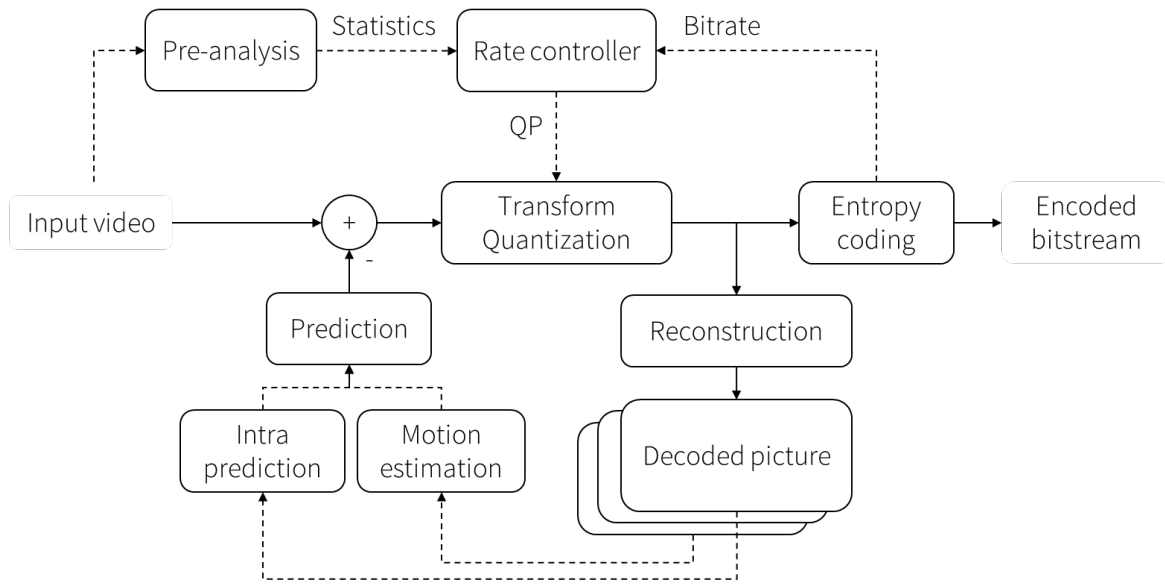 Statistics
Bitrate
Pre-analysis
Rate controller
QP
Input video
+
Transform
Quantization
Entropy
coding
Encoded
bitstream
-
Prediction
Reconstruction
Intra
prediction
Motion
estimation
Decoded picture